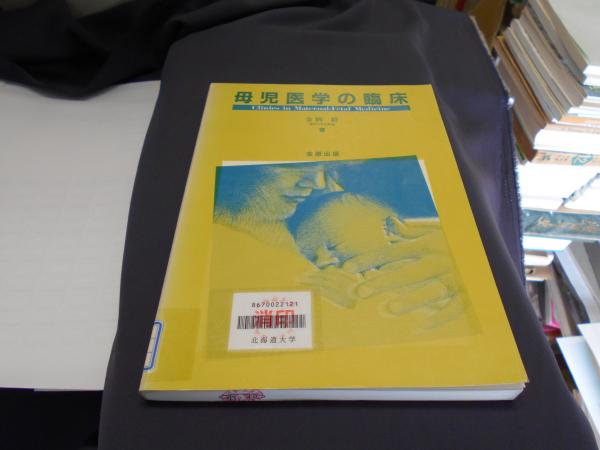 母児医学の臨床
Clinics in Maternal-Fetal Medicine
著
金原出版
8670022121
消印
北海道大学